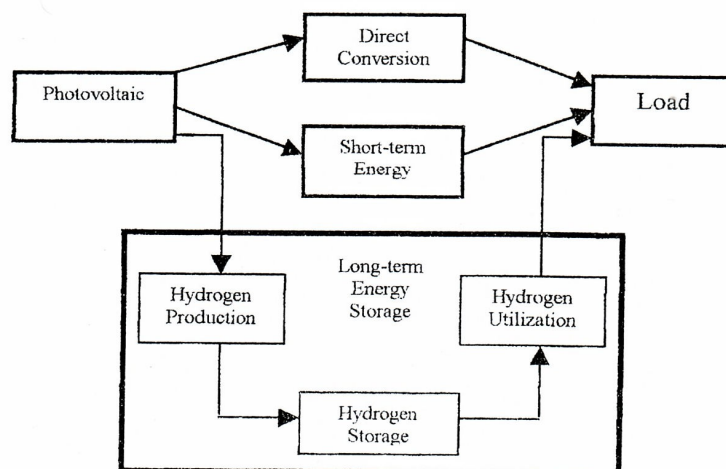 Direct
Conversion
Photovoltaic
Load
Short-term
Energy
Long-term
Energy
Storage
Hydrogen
Production
Hydrogen
Utilization
Hydrogen
Storage